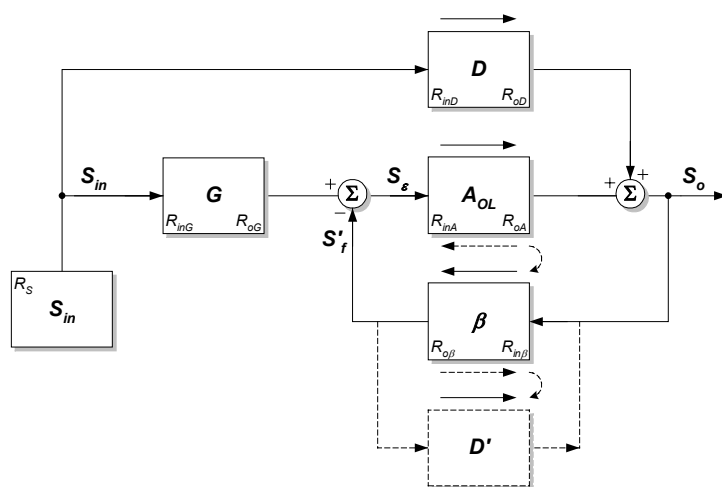 D
R_inD R_oD
S_in
G
R_inG R_oG
+
−
Σ
S_ε
A_OL
R_inA R_oA
+
+
Σ
S_o
S'_f
R_S
S_in
β
R_oβ R_inβ
D'